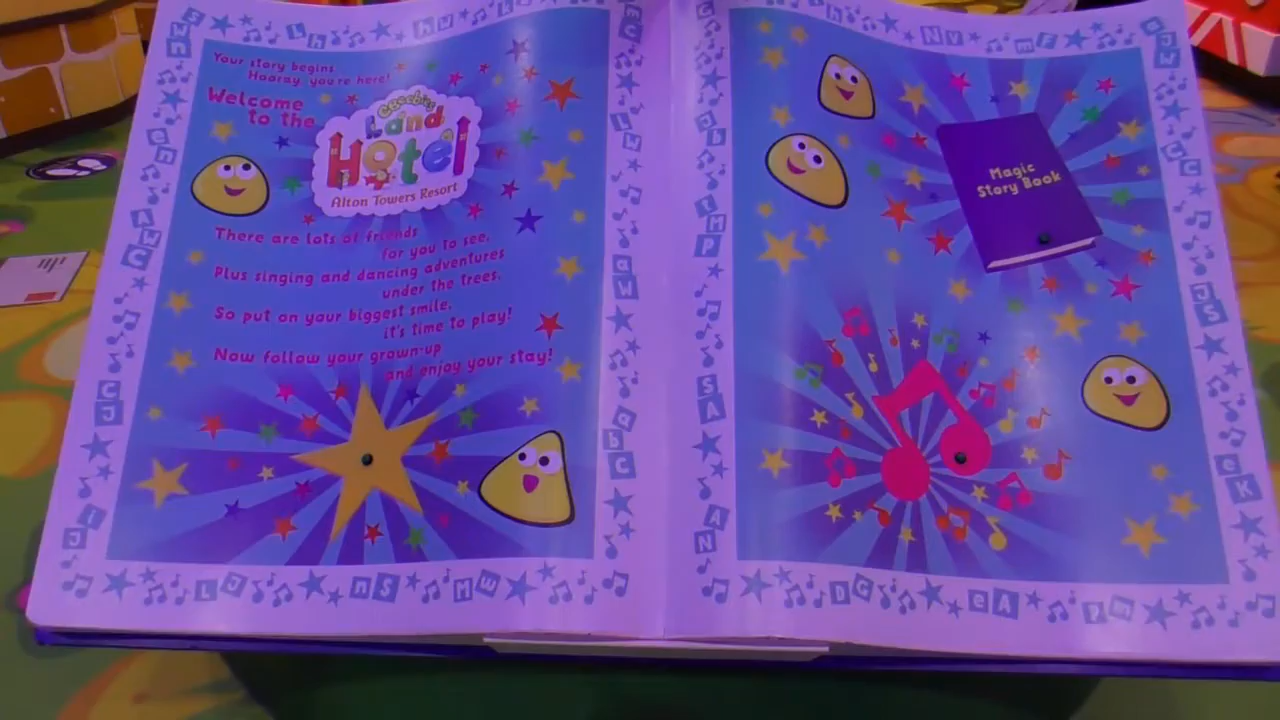 Your story begins
Hooray, you're here!
Welcome
to the
CBeebies
Land
Hotel
Alton Towers Resort
There are lots of friends
for you to see,
Plus singing and dancing adventures
under the trees.
So put on your biggest smile,
it's time to play!
Now follow your grown-up
and enjoy your stay!
Magic
Story Book